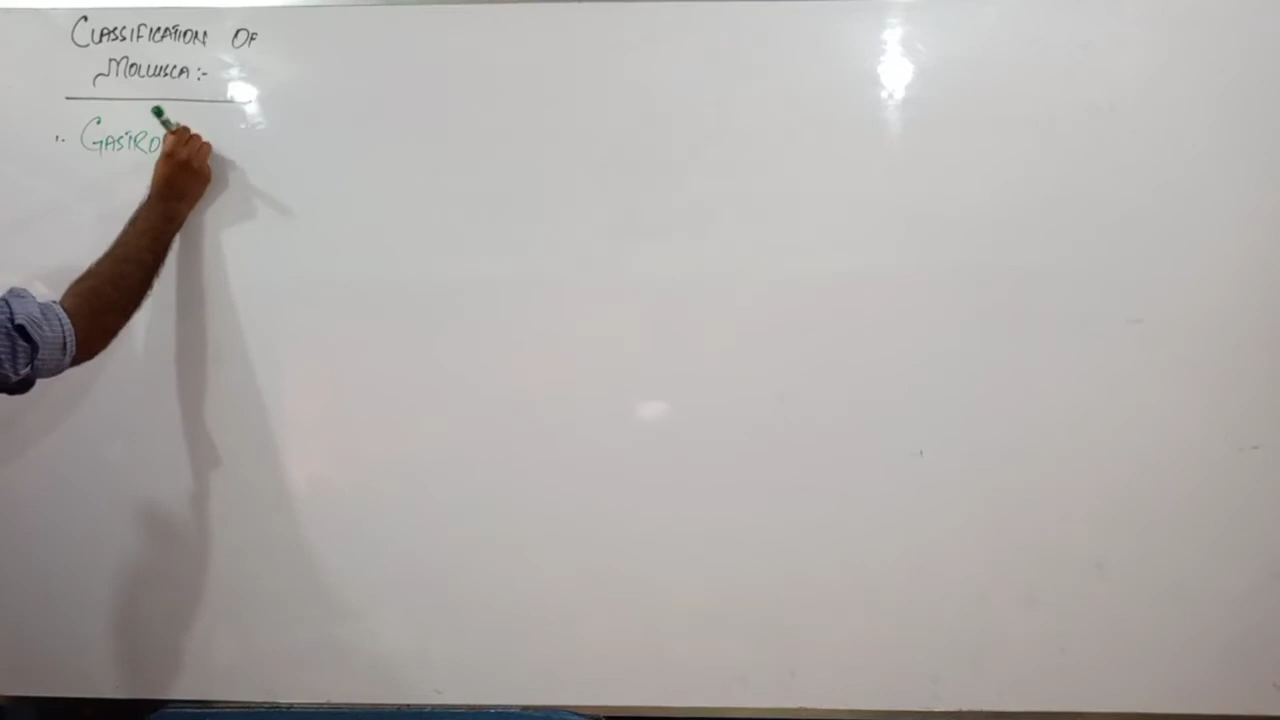 CLASSIFICATION OF
MOLLUSCA :-
1. GASTRO